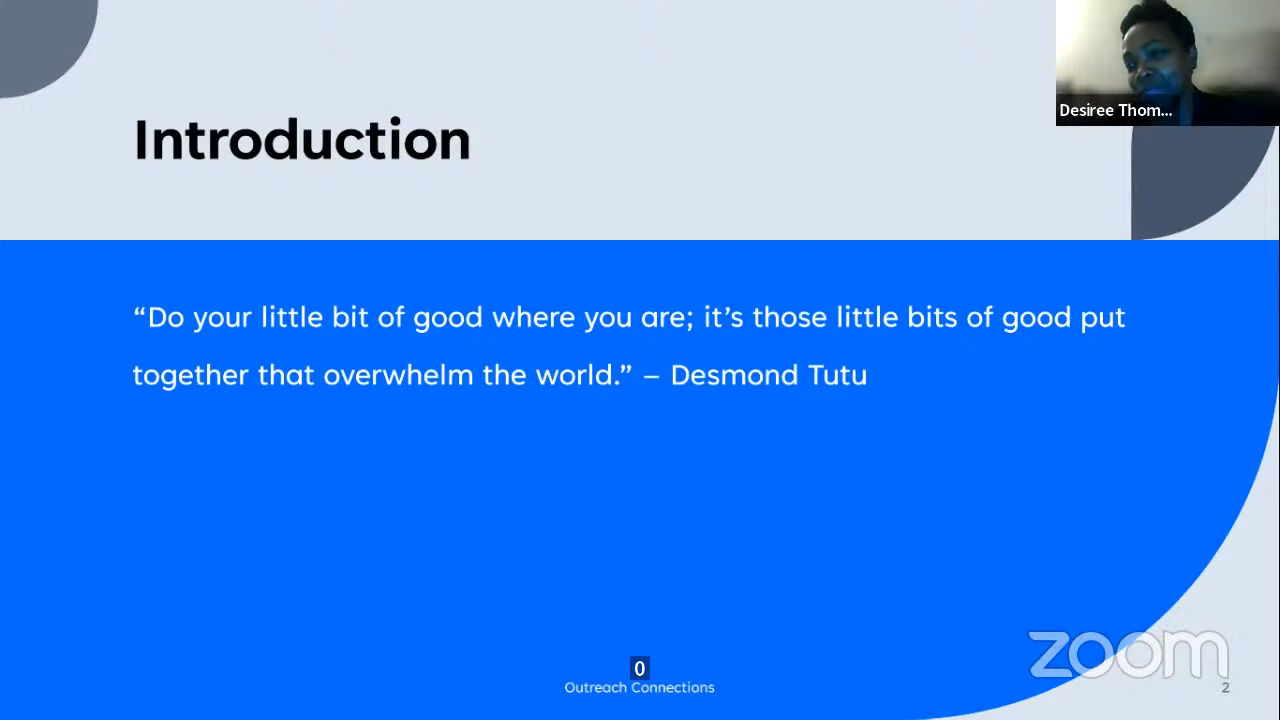 Desiree Thom...
Introduction
“Do your little bit of good where you are; it’s those little bits of good put
together that overwhelm the world.” – Desmond Tutu
0
Outreach Connections
zoom
2